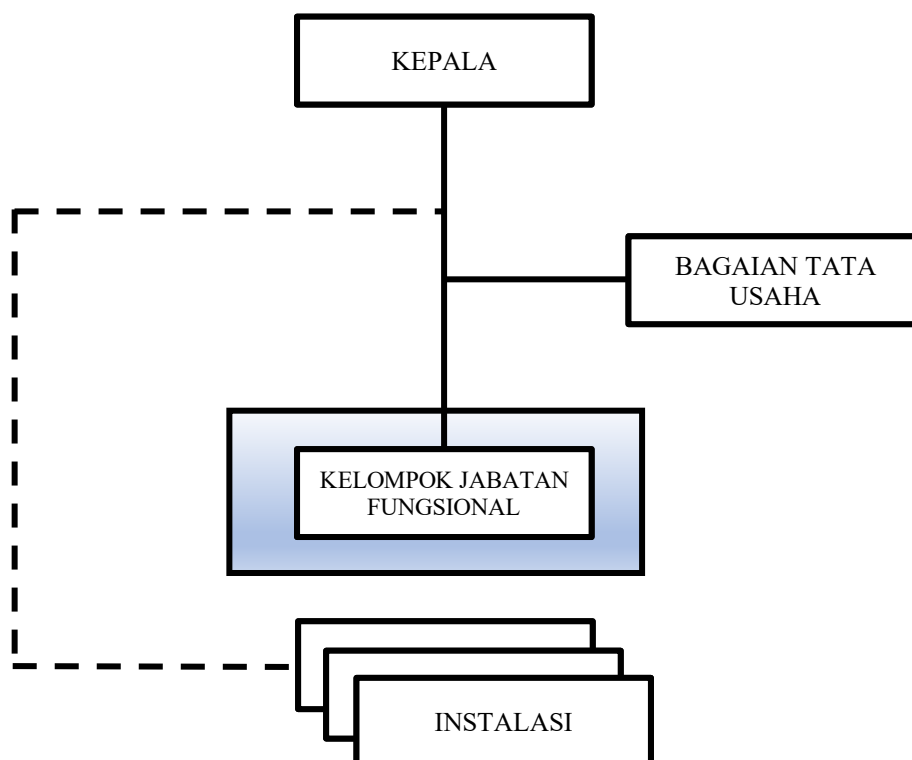 KEPALA
BAGAIAN TATA
USAHA
KELOMPOK JABATAN
FUNGSIONAL
INSTALASI